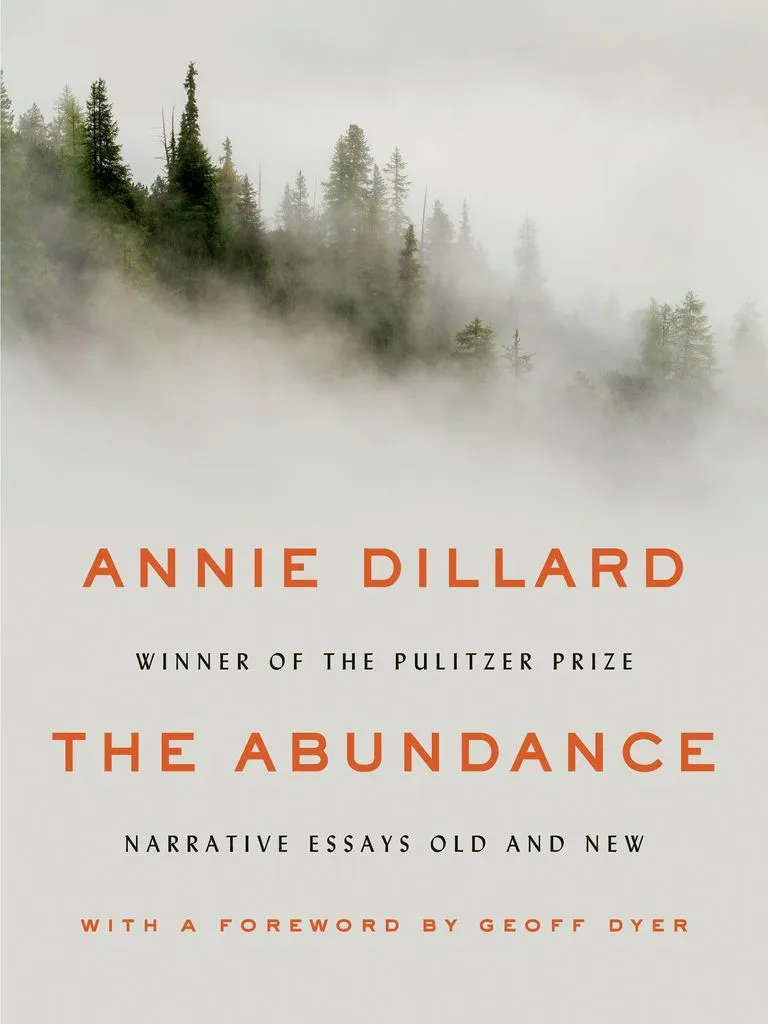 ANNIE DILLARD
WINNER OF THE PULITZER PRIZE
THE ABUNDANCE
NARRATIVE ESSAYS OLD AND NEW
WITH A FOREWORD BY GEOFF DYER